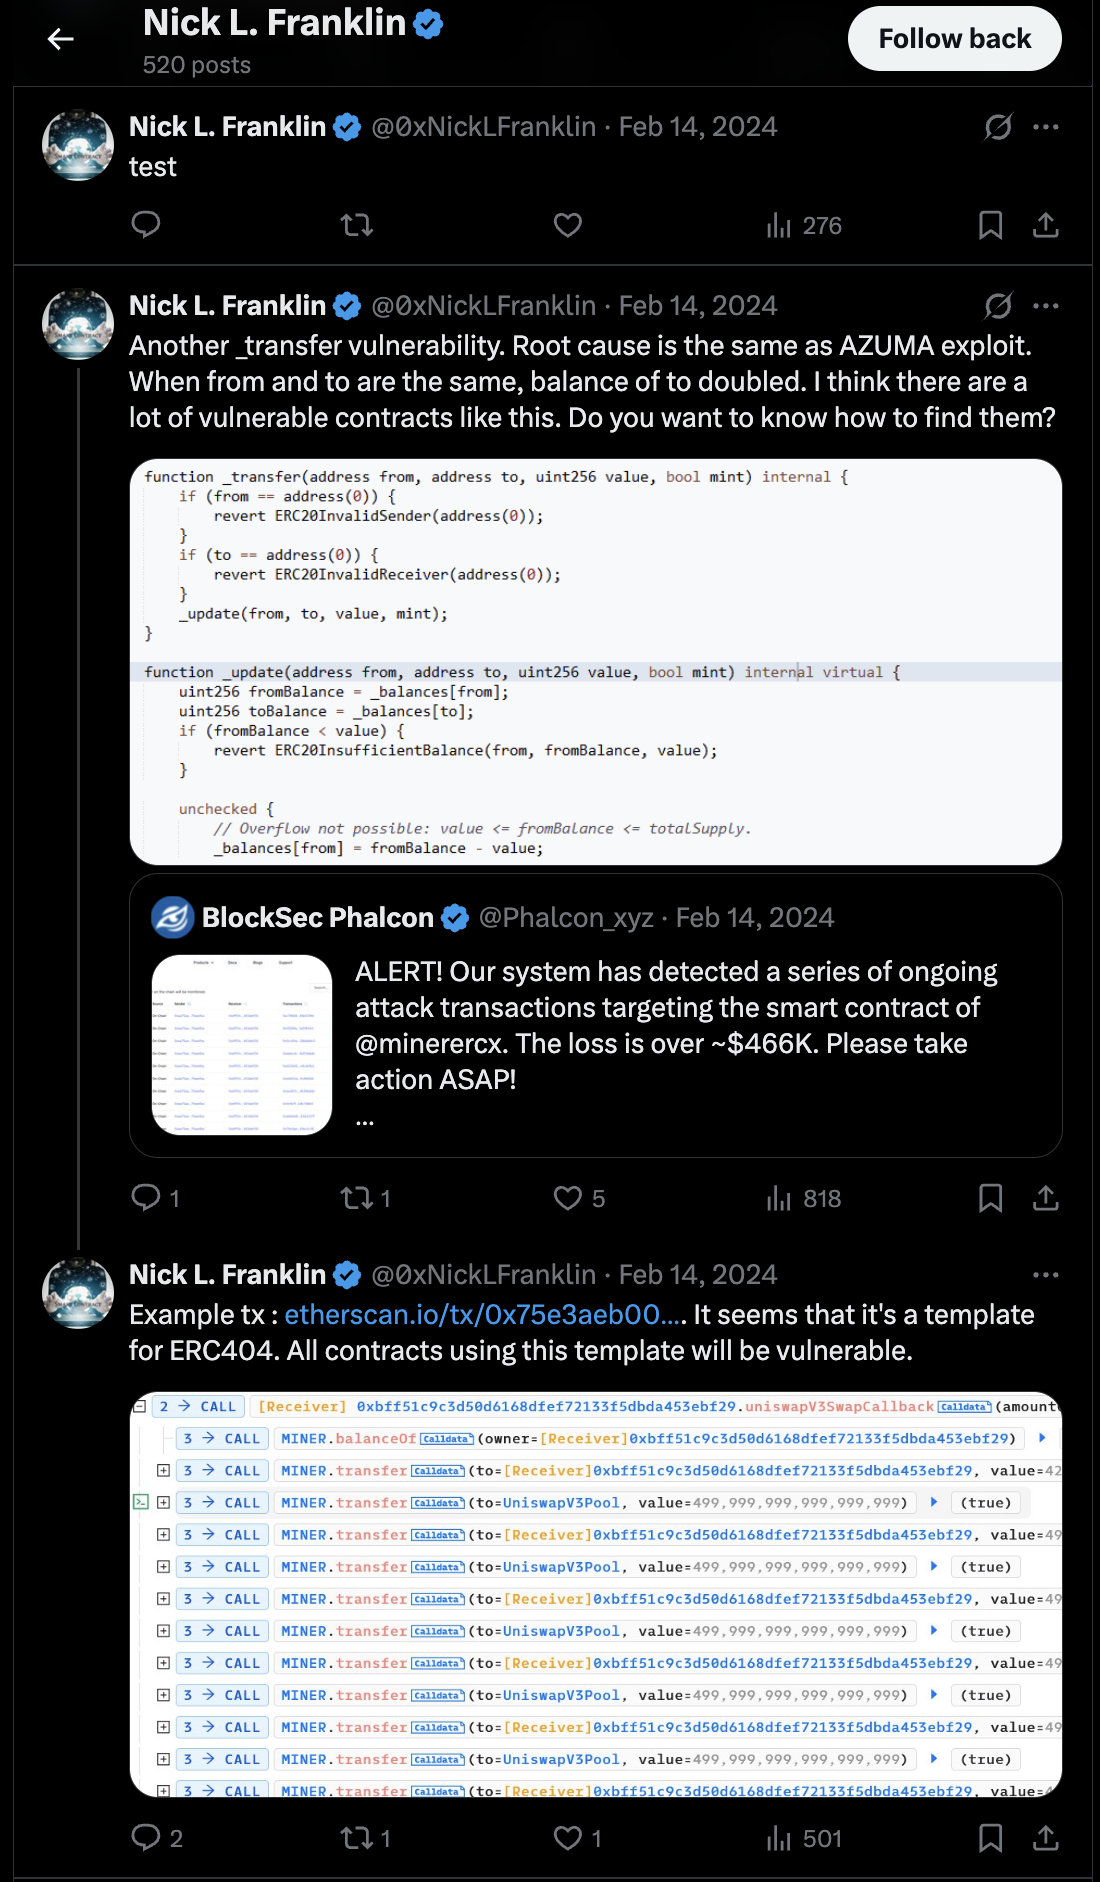 Nick L. Franklin
520 posts
Follow back
Nick L. Franklin @0xNickLFranklin · Feb 14, 2024
test
276
Nick L. Franklin @0xNickLFranklin · Feb 14, 2024
Another _transfer vulnerability. Root cause is the same as AZUMA exploit.
When from and to are the same, balance of to doubled. I think there are a
lot of vulnerable contracts like this. Do you want to know how to find them?
function _transfer(address from, address to, uint256 value, bool mint) internal {
if (from == address(0)) {
revert ERC20InvalidSender(address(0));
}
if (to == address(0)) {
revert ERC20InvalidReceiver(address(0));
}
_update(from, to, value, mint);
}
function _update(address from, address to, uint256 value, bool mint) internal virtual {
uint256 fromBalance = _balances[from];
uint256 toBalance = _balances[to];
if (fromBalance < value) {
revert ERC20InsufficientBalance(from, fromBalance, value);
}
unchecked {
// Overflow not possible: value <= fromBalance <= totalSupply.
_balances[from] = fromBalance - value;
BlockSec Phalcon @Phalcon_xyz · Feb 14, 2024
ALERT! Our system has detected a series of ongoing
attack transactions targeting the smart contract of
@minerercx. The loss is over ~$466K. Please take
action ASAP!
...
1 1 5 818
Nick L. Franklin @0xNickLFranklin · Feb 14, 2024
Example tx : etherscan.io/tx/0x75e3aeb00.... It seems that it's a template
for ERC404. All contracts using this template will be vulnerable.
2 → CALL [Receiver] 0xbff51c9c3d50d6168dfef72133f5dbda453ebf29.uniswapV3SwapCallback Calldata (amount
3 → CALL MINER.balanceOf Calldata (owner=[Receiver]0xbff51c9c3d50d6168dfef72133f5dbda453ebf29)
3 → CALL MINER.transfer Calldata (to=[Receiver]0xbff51c9c3d50d6168dfef72133f5dbda453ebf29, value=42
3 → CALL MINER.transfer Calldata (to=UniswapV3Pool, value=499,999,999,999,999,999) (true)
3 → CALL MINER.transfer Calldata (to=[Receiver]0xbff51c9c3d50d6168dfef72133f5dbda453ebf29, value=49
3 → CALL MINER.transfer Calldata (to=UniswapV3Pool, value=499,999,999,999,999,999) (true)
3 → CALL MINER.transfer Calldata (to=[Receiver]0xbff51c9c3d50d6168dfef72133f5dbda453ebf29, value=49
3 → CALL MINER.transfer Calldata (to=UniswapV3Pool, value=499,999,999,999,999,999) (true)
3 → CALL MINER.transfer Calldata (to=[Receiver]0xbff51c9c3d50d6168dfef72133f5dbda453ebf29, value=49
3 → CALL MINER.transfer Calldata (to=UniswapV3Pool, value=499,999,999,999,999,999) (true)
3 → CALL MINER.transfer Calldata (to=[Receiver]0xbff51c9c3d50d6168dfef72133f5dbda453ebf29, value=49
3 → CALL MINER.transfer Calldata (to=UniswapV3Pool, value=499,999,999,999,999,999) (true)
3 → CALL MINER.transfer Calldata (to=[Receiver]0xbff51c9c3d50d6168dfef72133f5dbda453ebf29, value=4
2 1 1 501